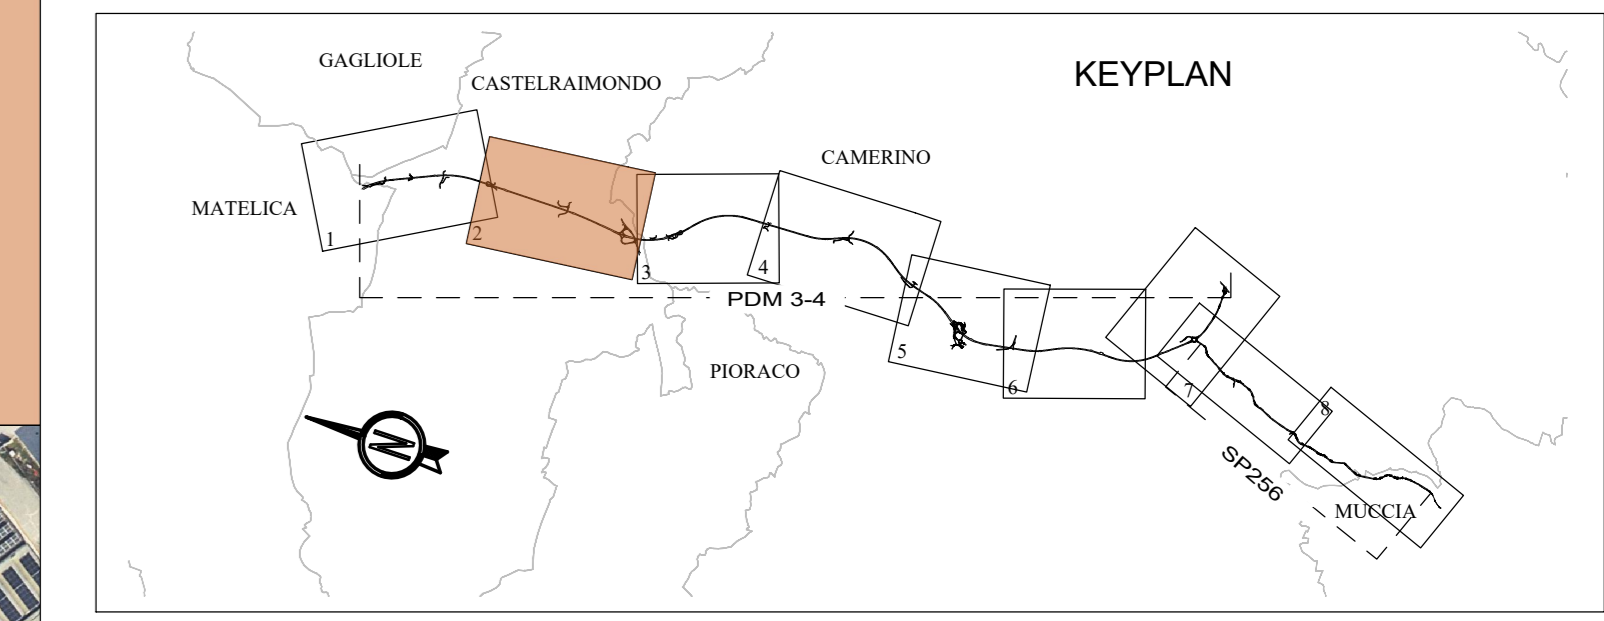 GAGLIOLE
CASTELRAIMONDO
KEYPLAN
CAMERINO
MATELICA
1
2
3
4
PDM 3-4
5
PIORACO
6
7
8
N
SP256
MUCCIA